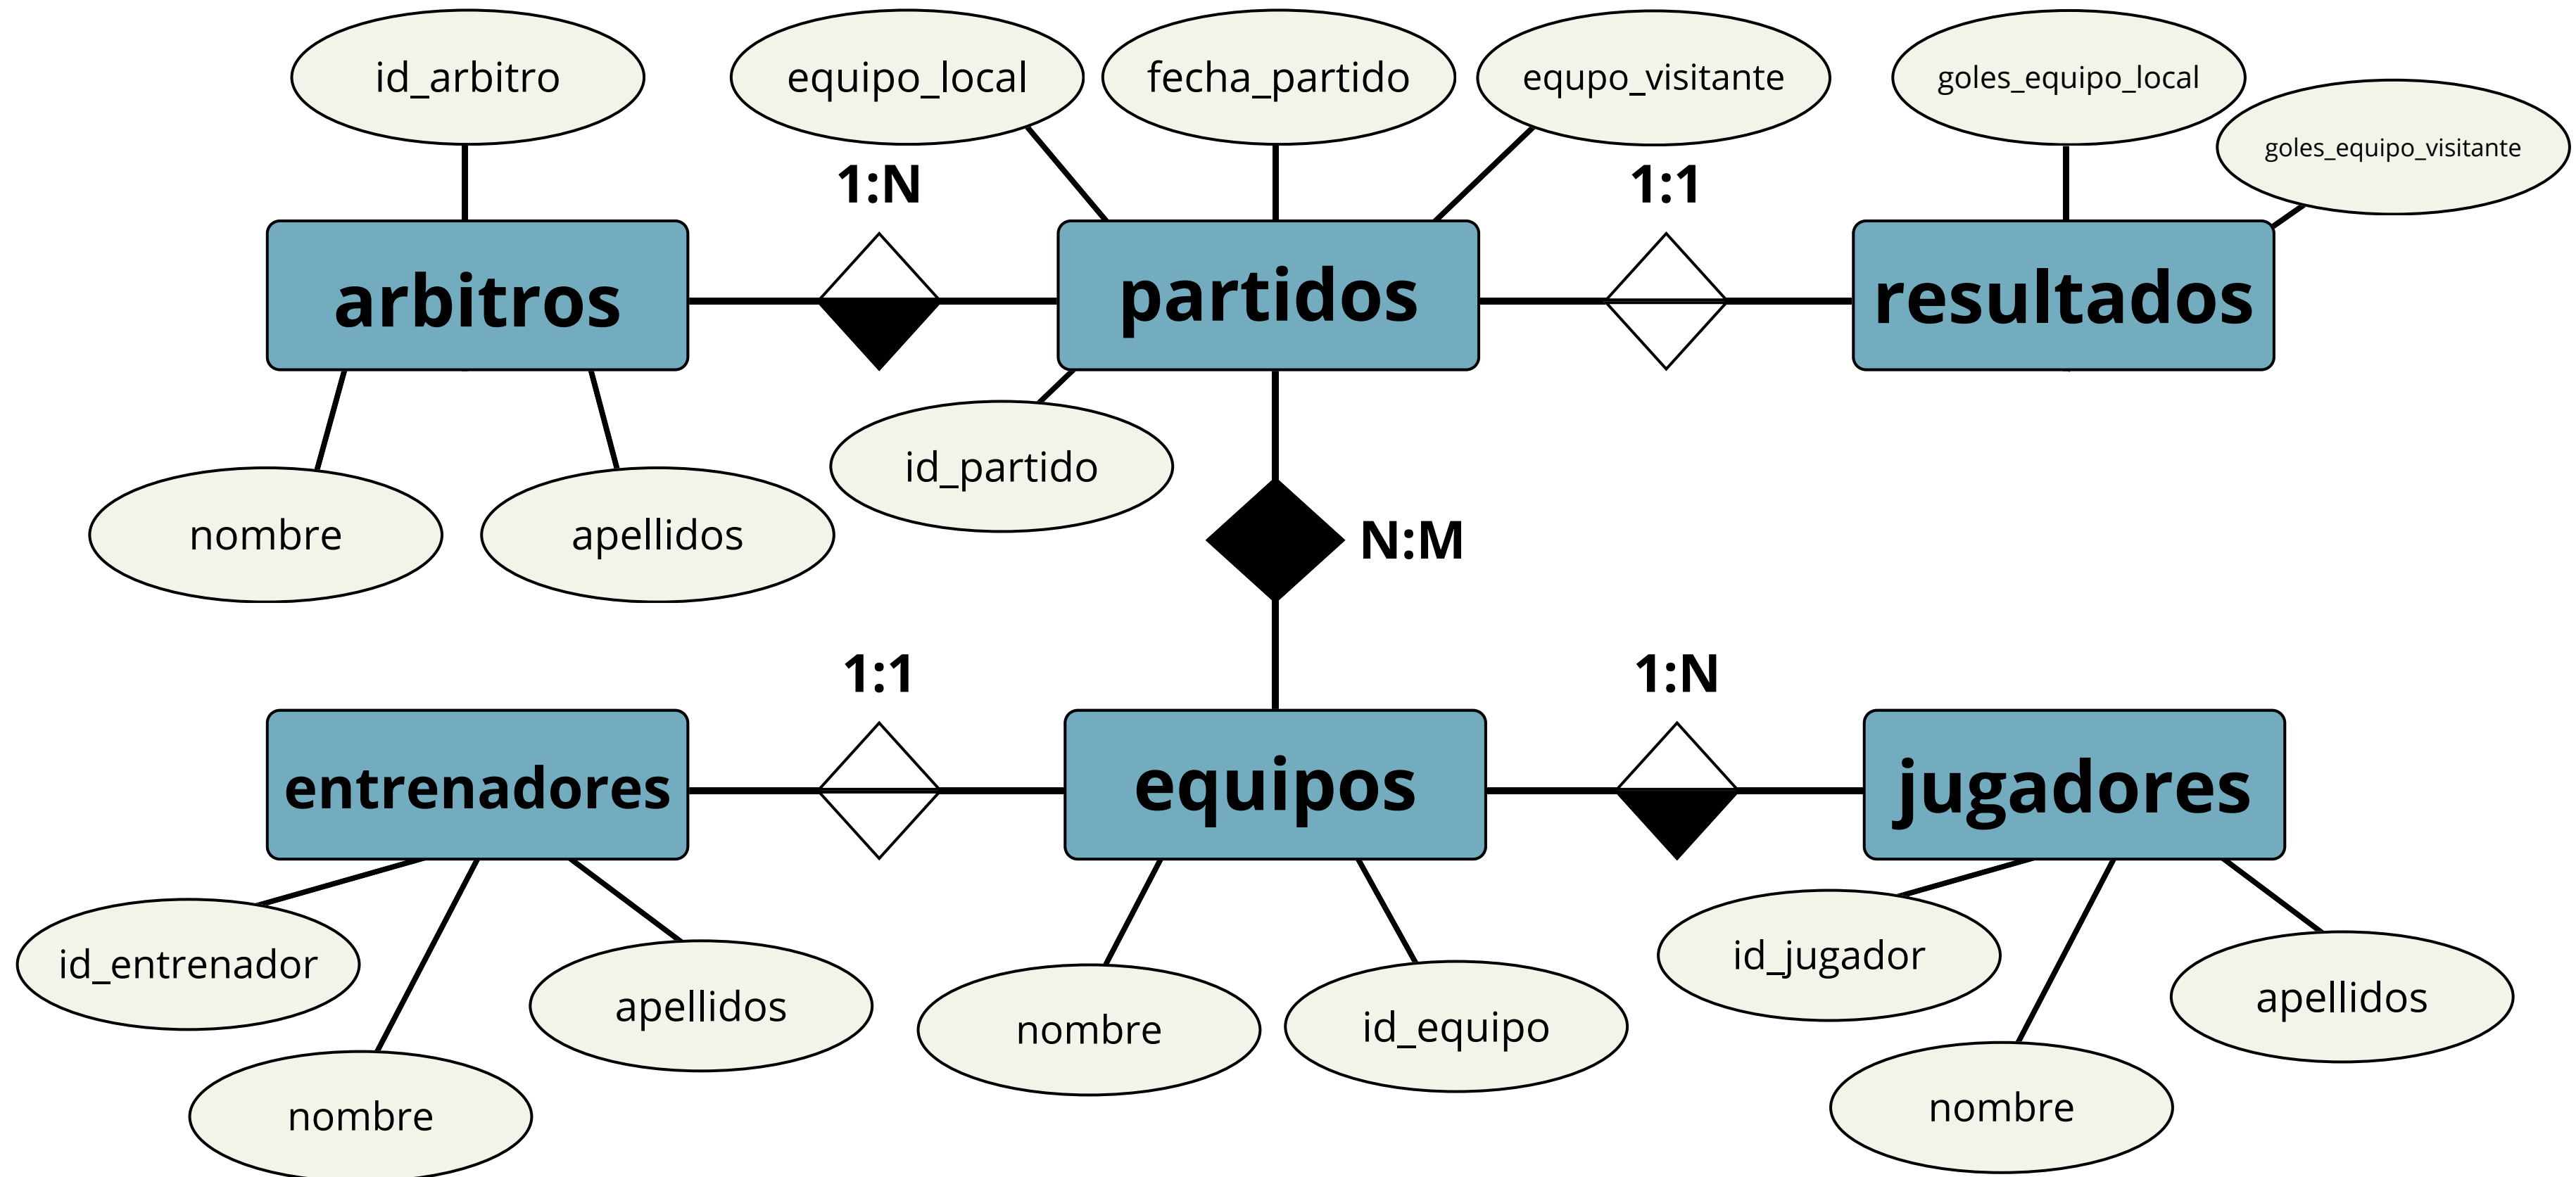 id_arbitro
equipo_local
fecha_partido
equpo_visitante
goles_equipo_local
goles_equipo_visitante
1:N
1:1
arbitros
partidos
resultados
id_partido
nombre
apellidos
N:M
1:1
1:N
entrenadores
equipos
jugadores
id_entrenador
apellidos
nombre
nombre
id_equipo
id_jugador
apellidos
nombre